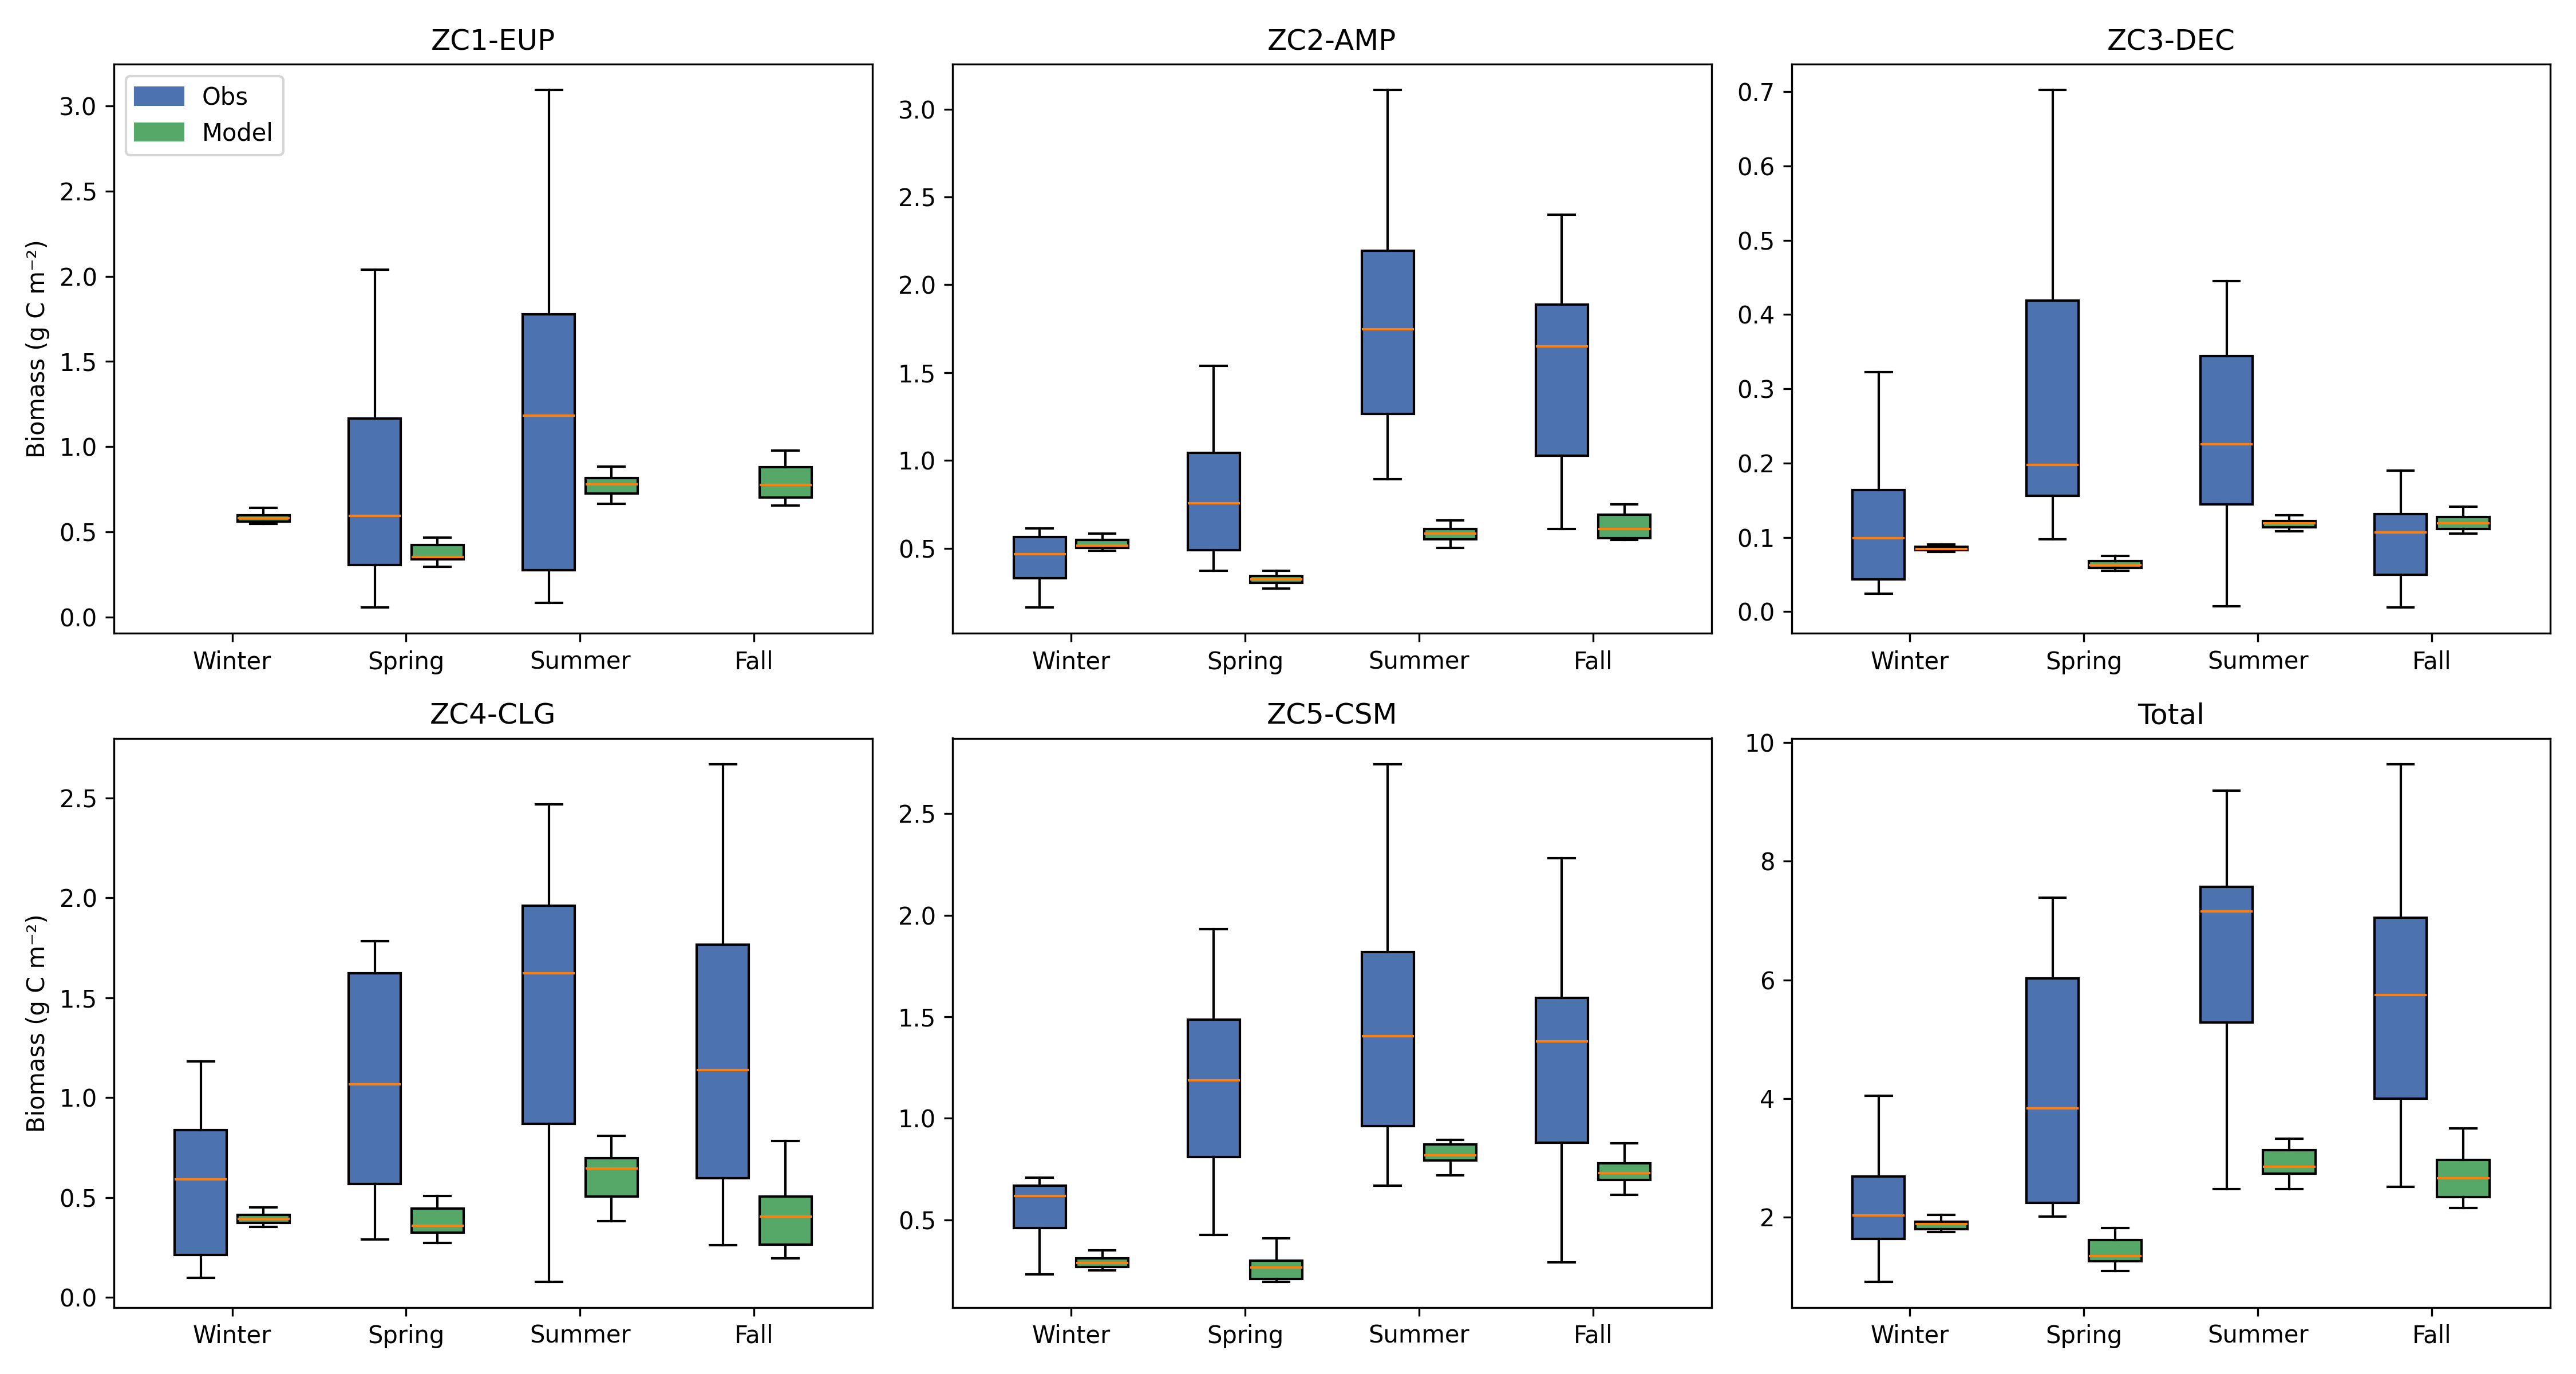 ZC1-EUP
Biomass (g C m⁻²)
3.0
2.5
2.0
1.5
1.0
0.5
0.0
Obs
Model
Winter Spring Summer Fall
ZC2-AMP
3.0
2.5
2.0
1.5
1.0
0.5
Winter Spring Summer Fall
ZC3-DEC
0.7
0.6
0.5
0.4
0.3
0.2
0.1
0.0
Winter Spring Summer Fall
ZC4-CLG
Biomass (g C m⁻²)
2.5
2.0
1.5
1.0
0.5
0.0
Winter Spring Summer Fall
ZC5-CSM
2.5
2.0
1.5
1.0
0.5
Winter Spring Summer Fall
Total
10
8
6
4
2
Winter Spring Summer Fall